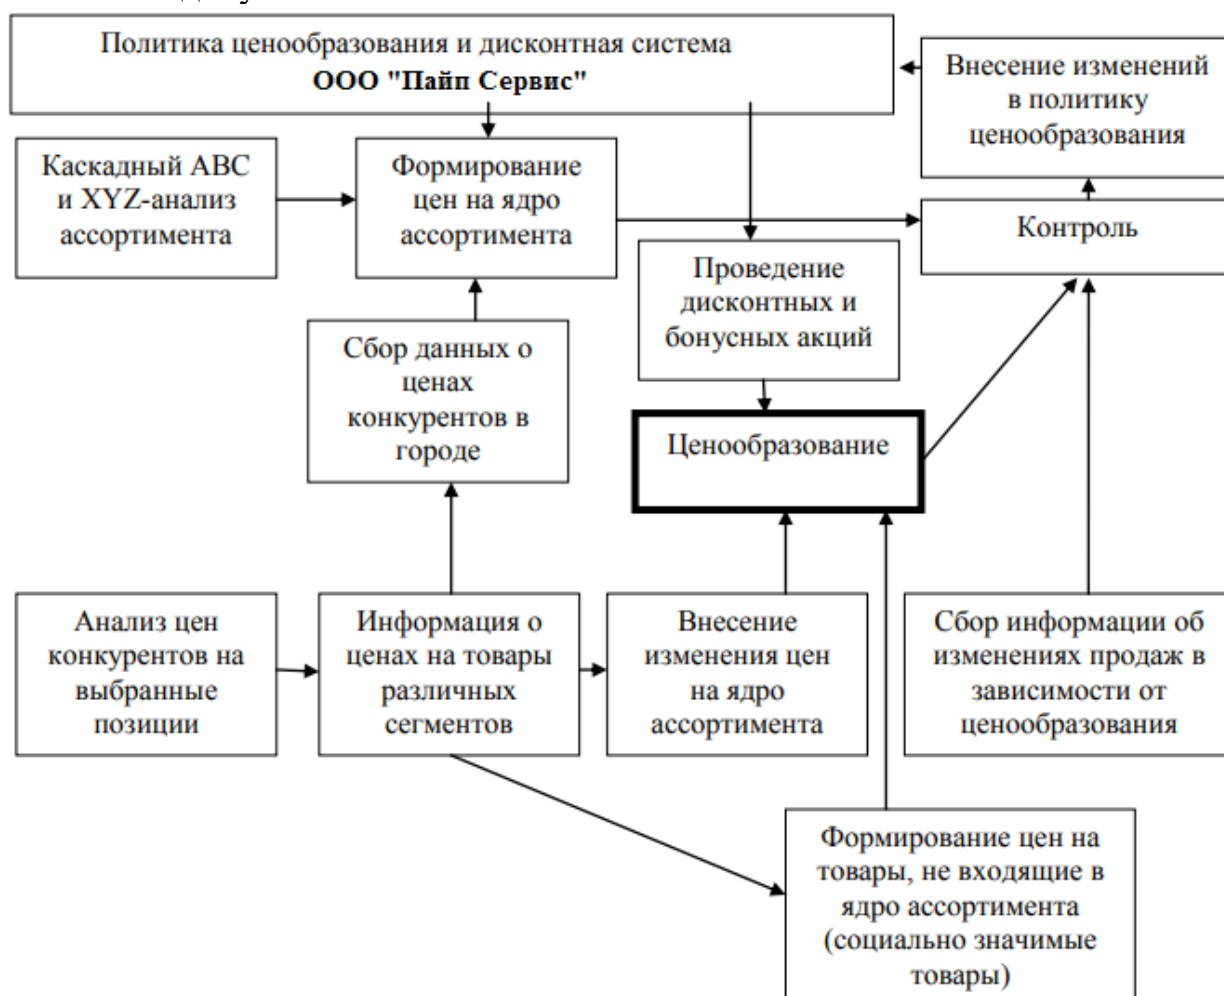 Политика ценообразования и дисконтная система
ООО "Пайп Сервис"
Внесение изменений
в политику
ценообразования
Каскадный ABC
и XYZ-анализ
ассортимента
Формирование
цен на ядро
ассортимента
Контроль
Проведение
дисконтных и
бонусных акций
Сбор данных о
ценах
конкурентов в
городе
Ценообразование
Анализ цен
конкурентов на
выбранные
позиции
Информация о
ценах на товары
различных
сегментов
Внесение
изменения цен
на ядро
ассортимента
Сбор информации об
изменениях продаж в
зависимости от
ценообразования
Формирование цен на
товары, не входящие в
ядро ассортимента
(социально значимые
товары)